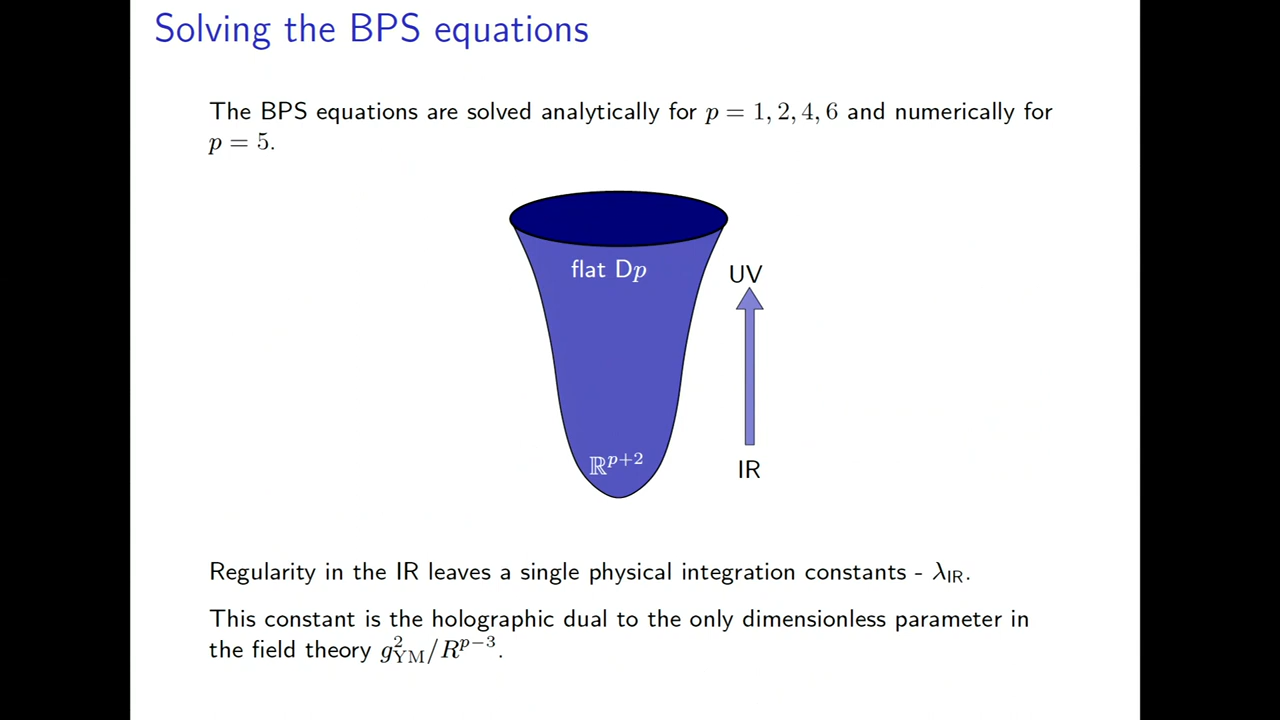 Solving the BPS equations
The BPS equations are solved analytically for p = 1, 2, 4, 6 and numerically for
p = 5.
flat Dp
UV
ℝᵖ⁺²
IR
Regularity in the IR leaves a single physical integration constants - λ_IR.
This constant is the holographic dual to the only dimensionless parameter in
the field theory g²_YM/Rᵖ⁻³.